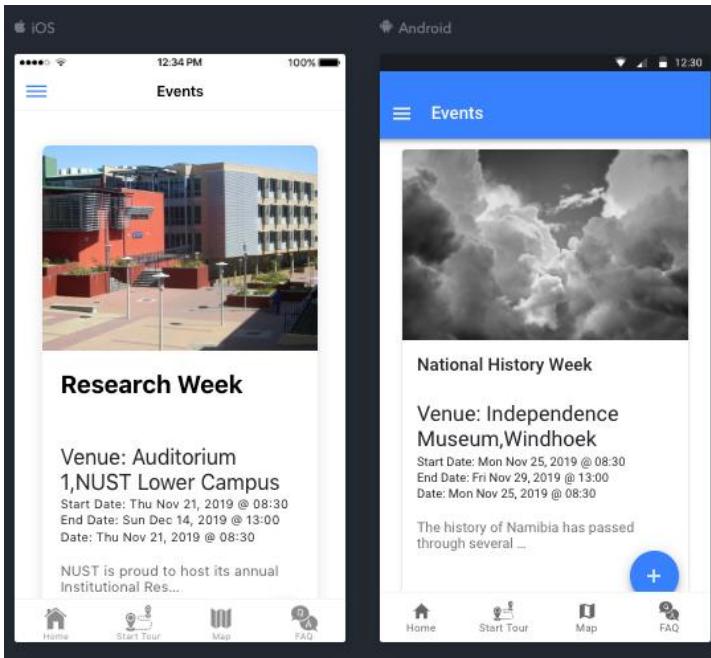 iOS
12:34 PM
100%
Events
Research Week
Venue: Auditorium
1,NUST Lower Campus
Start Date: Thu Nov 21, 2019 @ 08:30
End Date: Sun Dec 14, 2019 @ 13:00
Date: Thu Nov 21, 2019 @ 08:30
NUST is proud to host its annual
Institutional Res...
Home
Start Tour
Map
FAQ
Android
12:30
Events
National History Week
Venue: Independence
Museum,Windhoek
Start Date: Mon Nov 25, 2019 @ 08:30
End Date: Fri Nov 29, 2019 @ 13:00
Date: Mon Nov 25, 2019 @ 08:30
The history of Namibia has passed
through several ...
+
Home
Start Tour
Map
FAQ